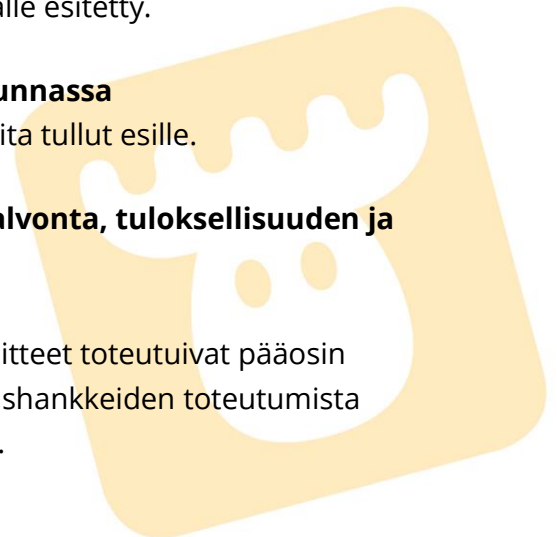 alle esitetty.
unnassa
ita tullut esille.
alvonta, tuloksellisuuden ja
itteet toteutuivat pääosin
shankkeiden toteutumista
.